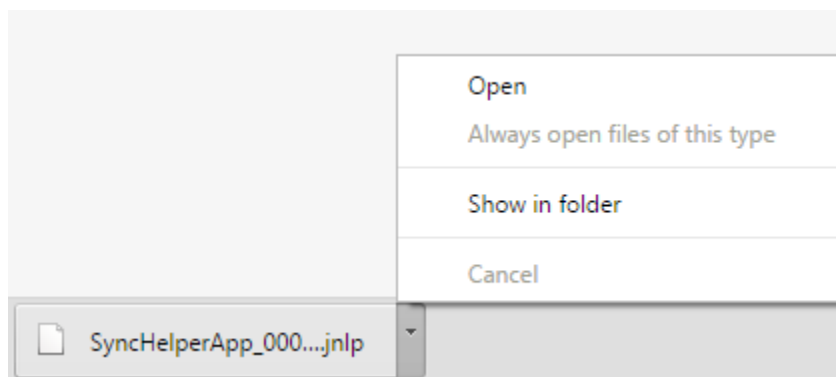 Open
Always open files of this type
Show in folder
Cancel
SyncHelperApp_000....jnlp